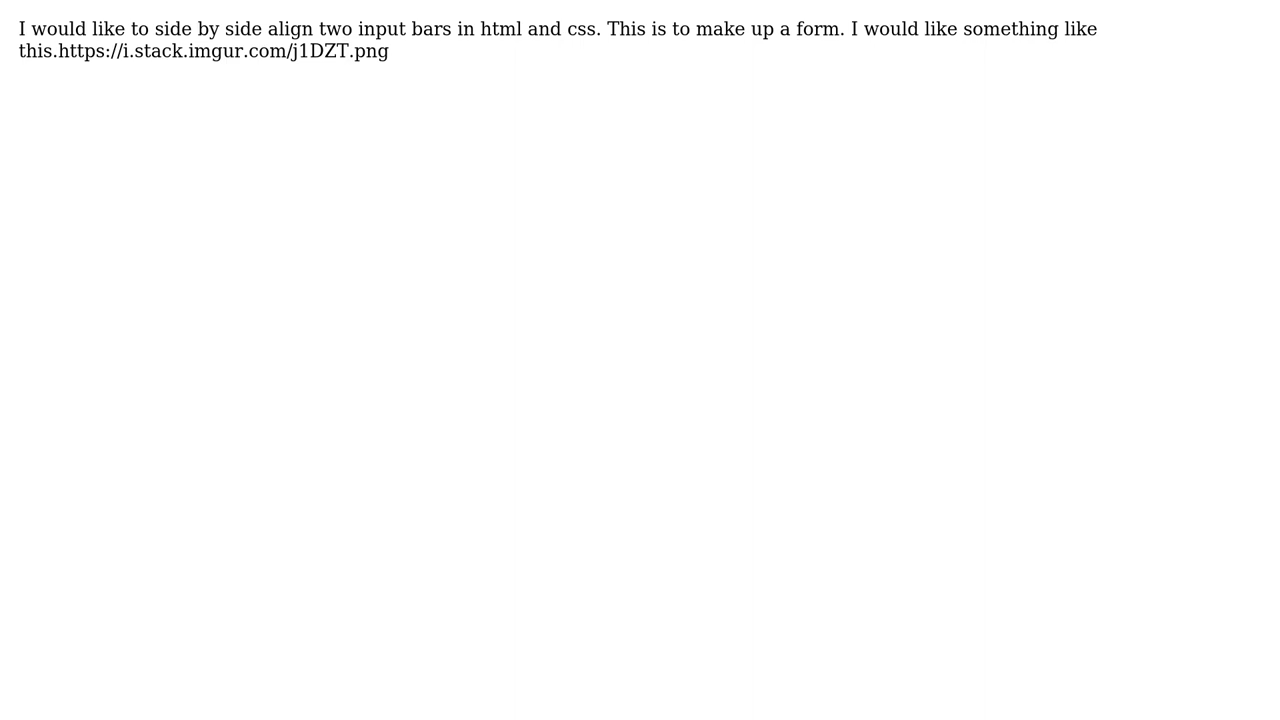 I would like to side by side align two input bars in html and css. This is to make up a form. I would like something like
this.https://i.stack.imgur.com/j1DZT.png